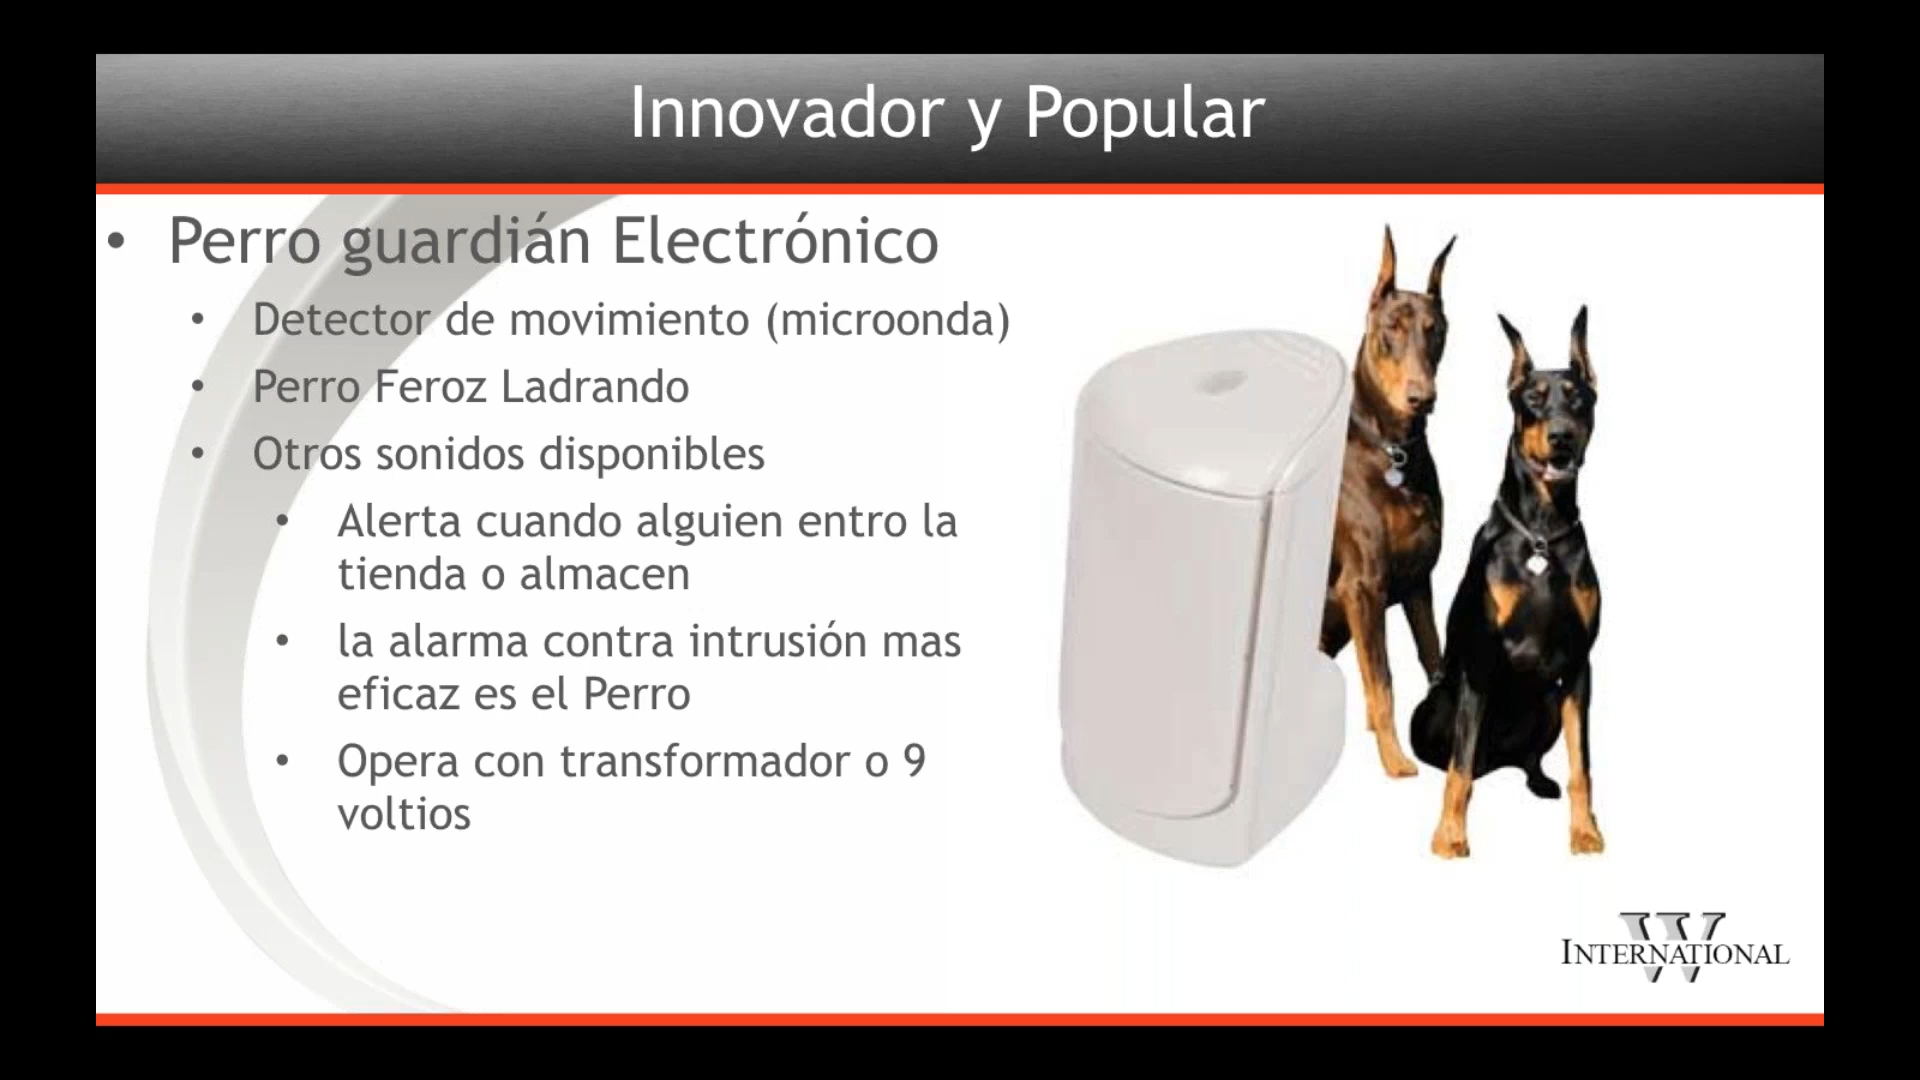 Innovador y Popular
• Perro guardián Electrónico
• Detector de movimiento (microonda)
• Perro Feroz Ladrando
• Otros sonidos disponibles
• Alerta cuando alguien entro la
tienda o almacen
• la alarma contra intrusión mas
eficaz es el Perro
• Opera con transformador o 9
voltios
W
INTERNATIONAL